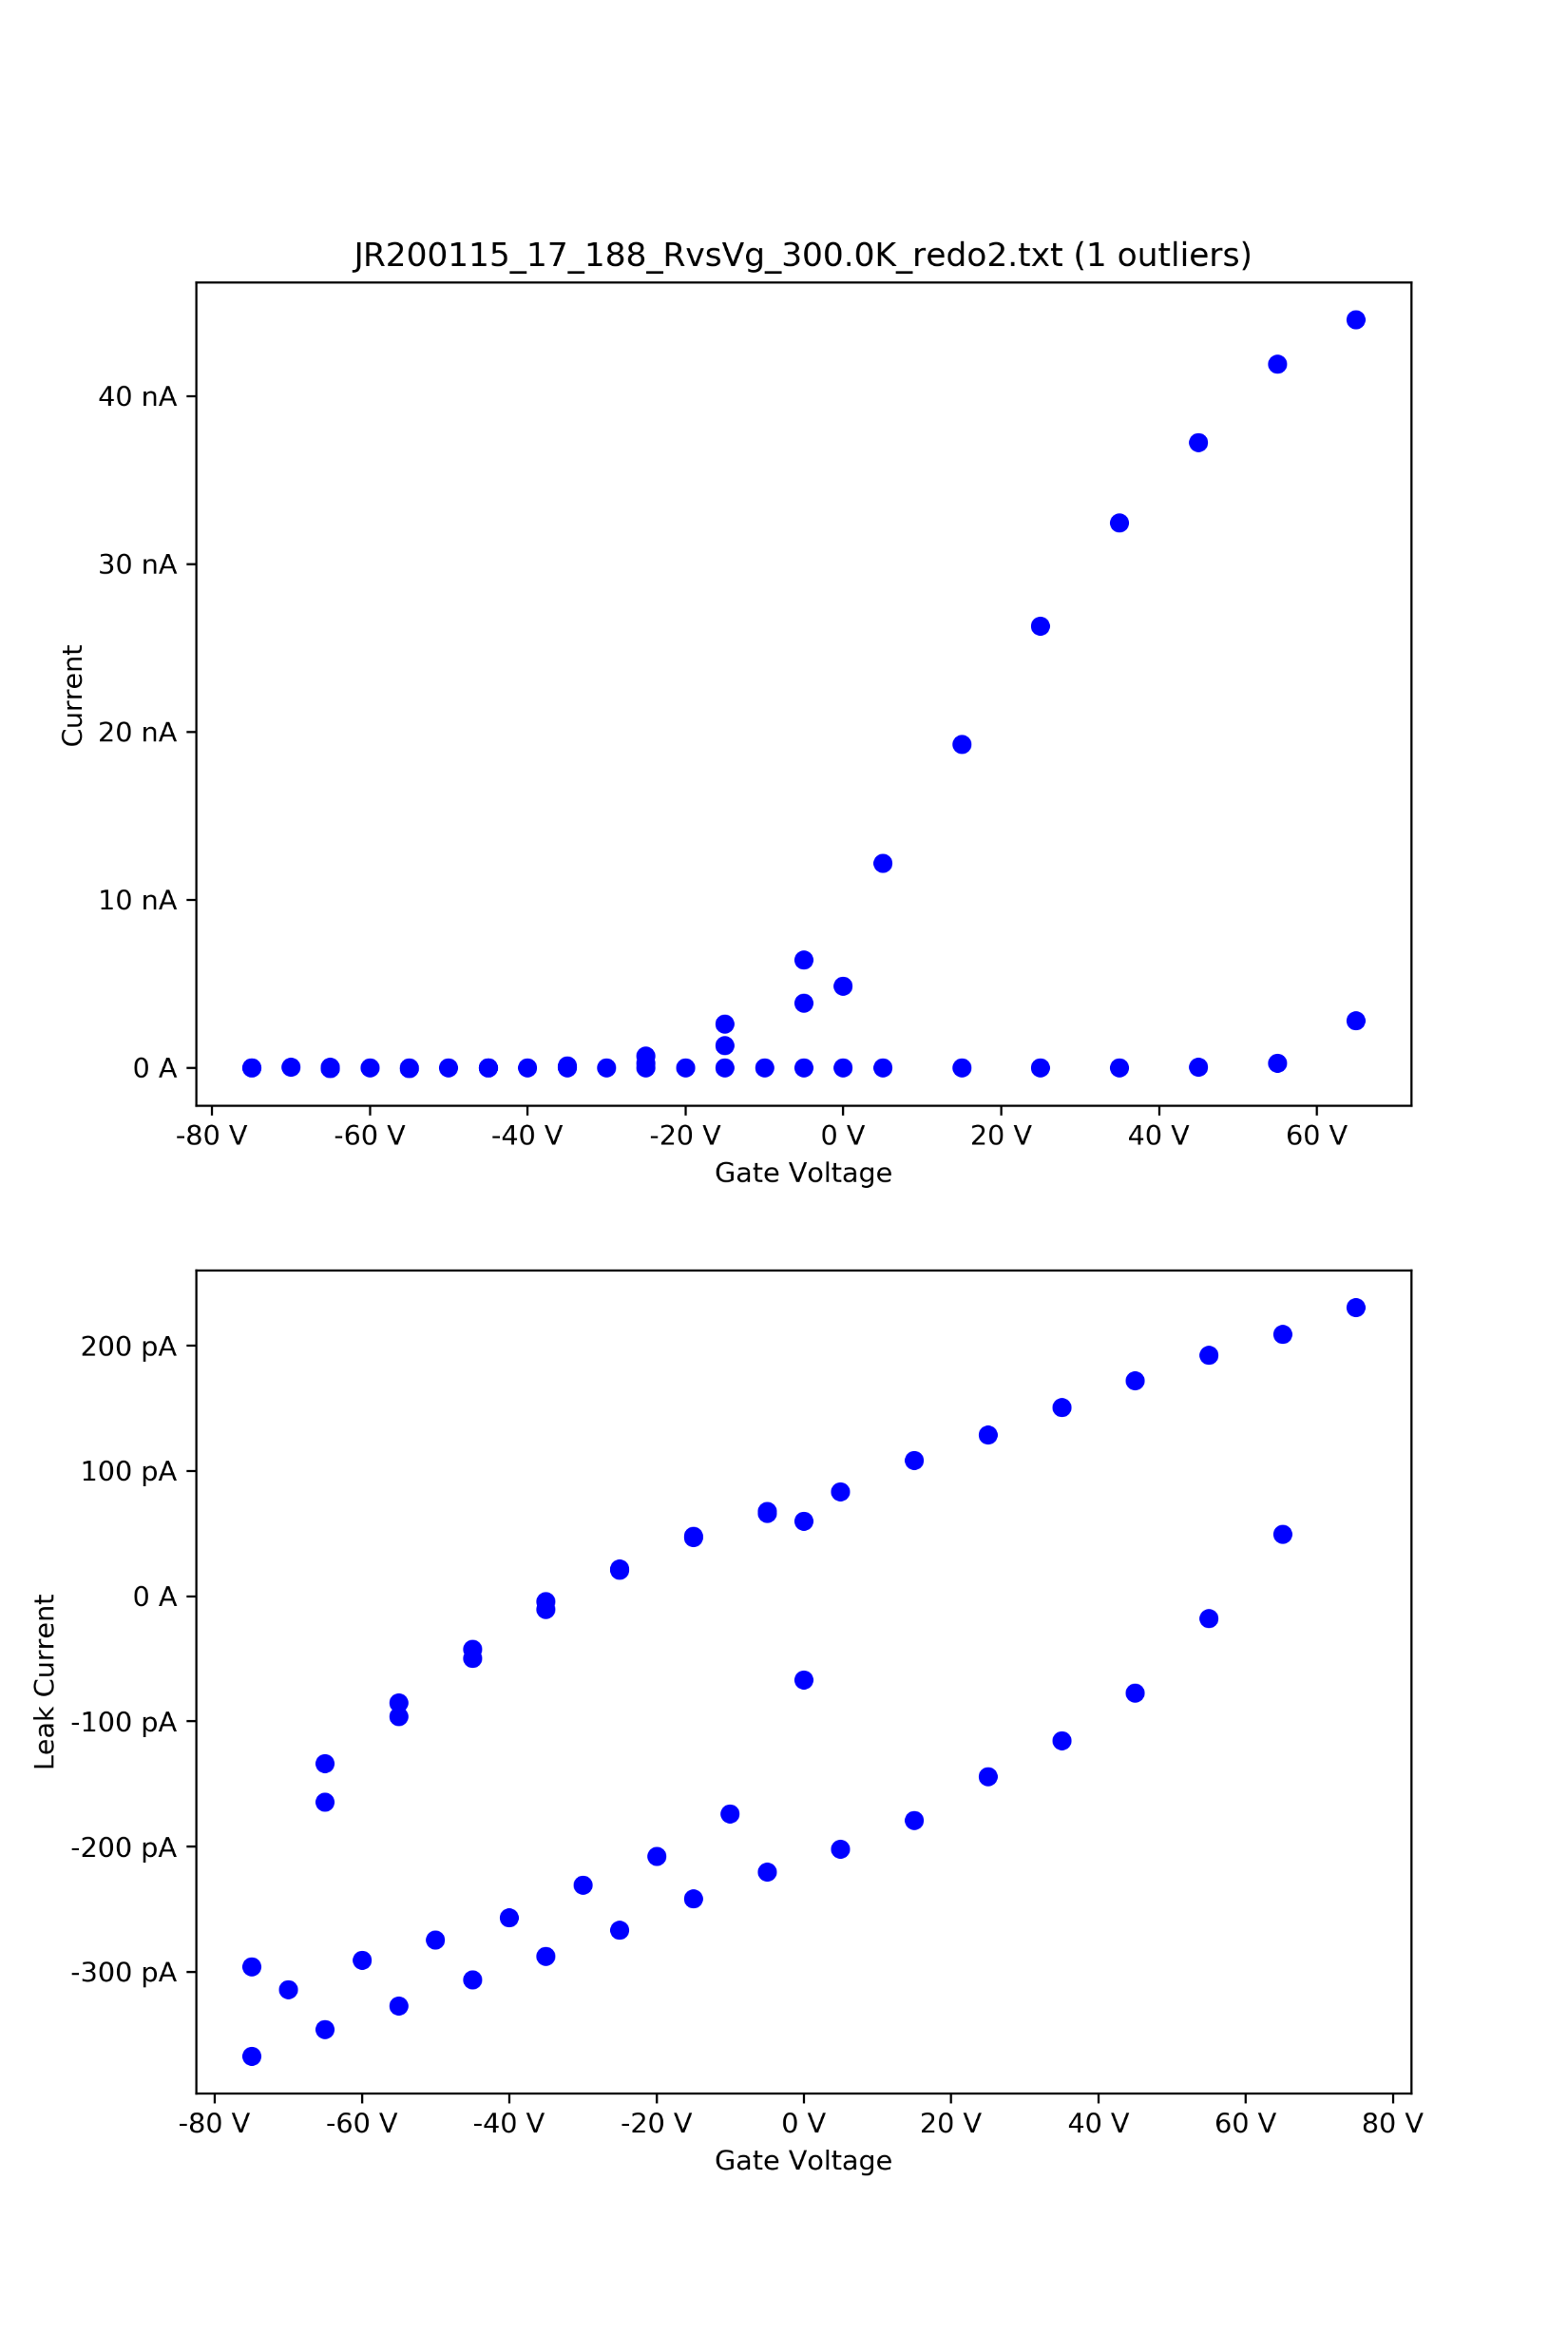 JR200115_17_188_RvsVg_300.0K_redo2.txt (1 outliers)
40 nA
30 nA
20 nA
10 nA
0 A
Current
-80 V -60 V -40 V -20 V 0 V 20 V 40 V 60 V
Gate Voltage
200 pA
100 pA
0 A
-100 pA
-200 pA
-300 pA
Leak Current
-80 V -60 V -40 V -20 V 0 V 20 V 40 V 60 V 80 V
Gate Voltage